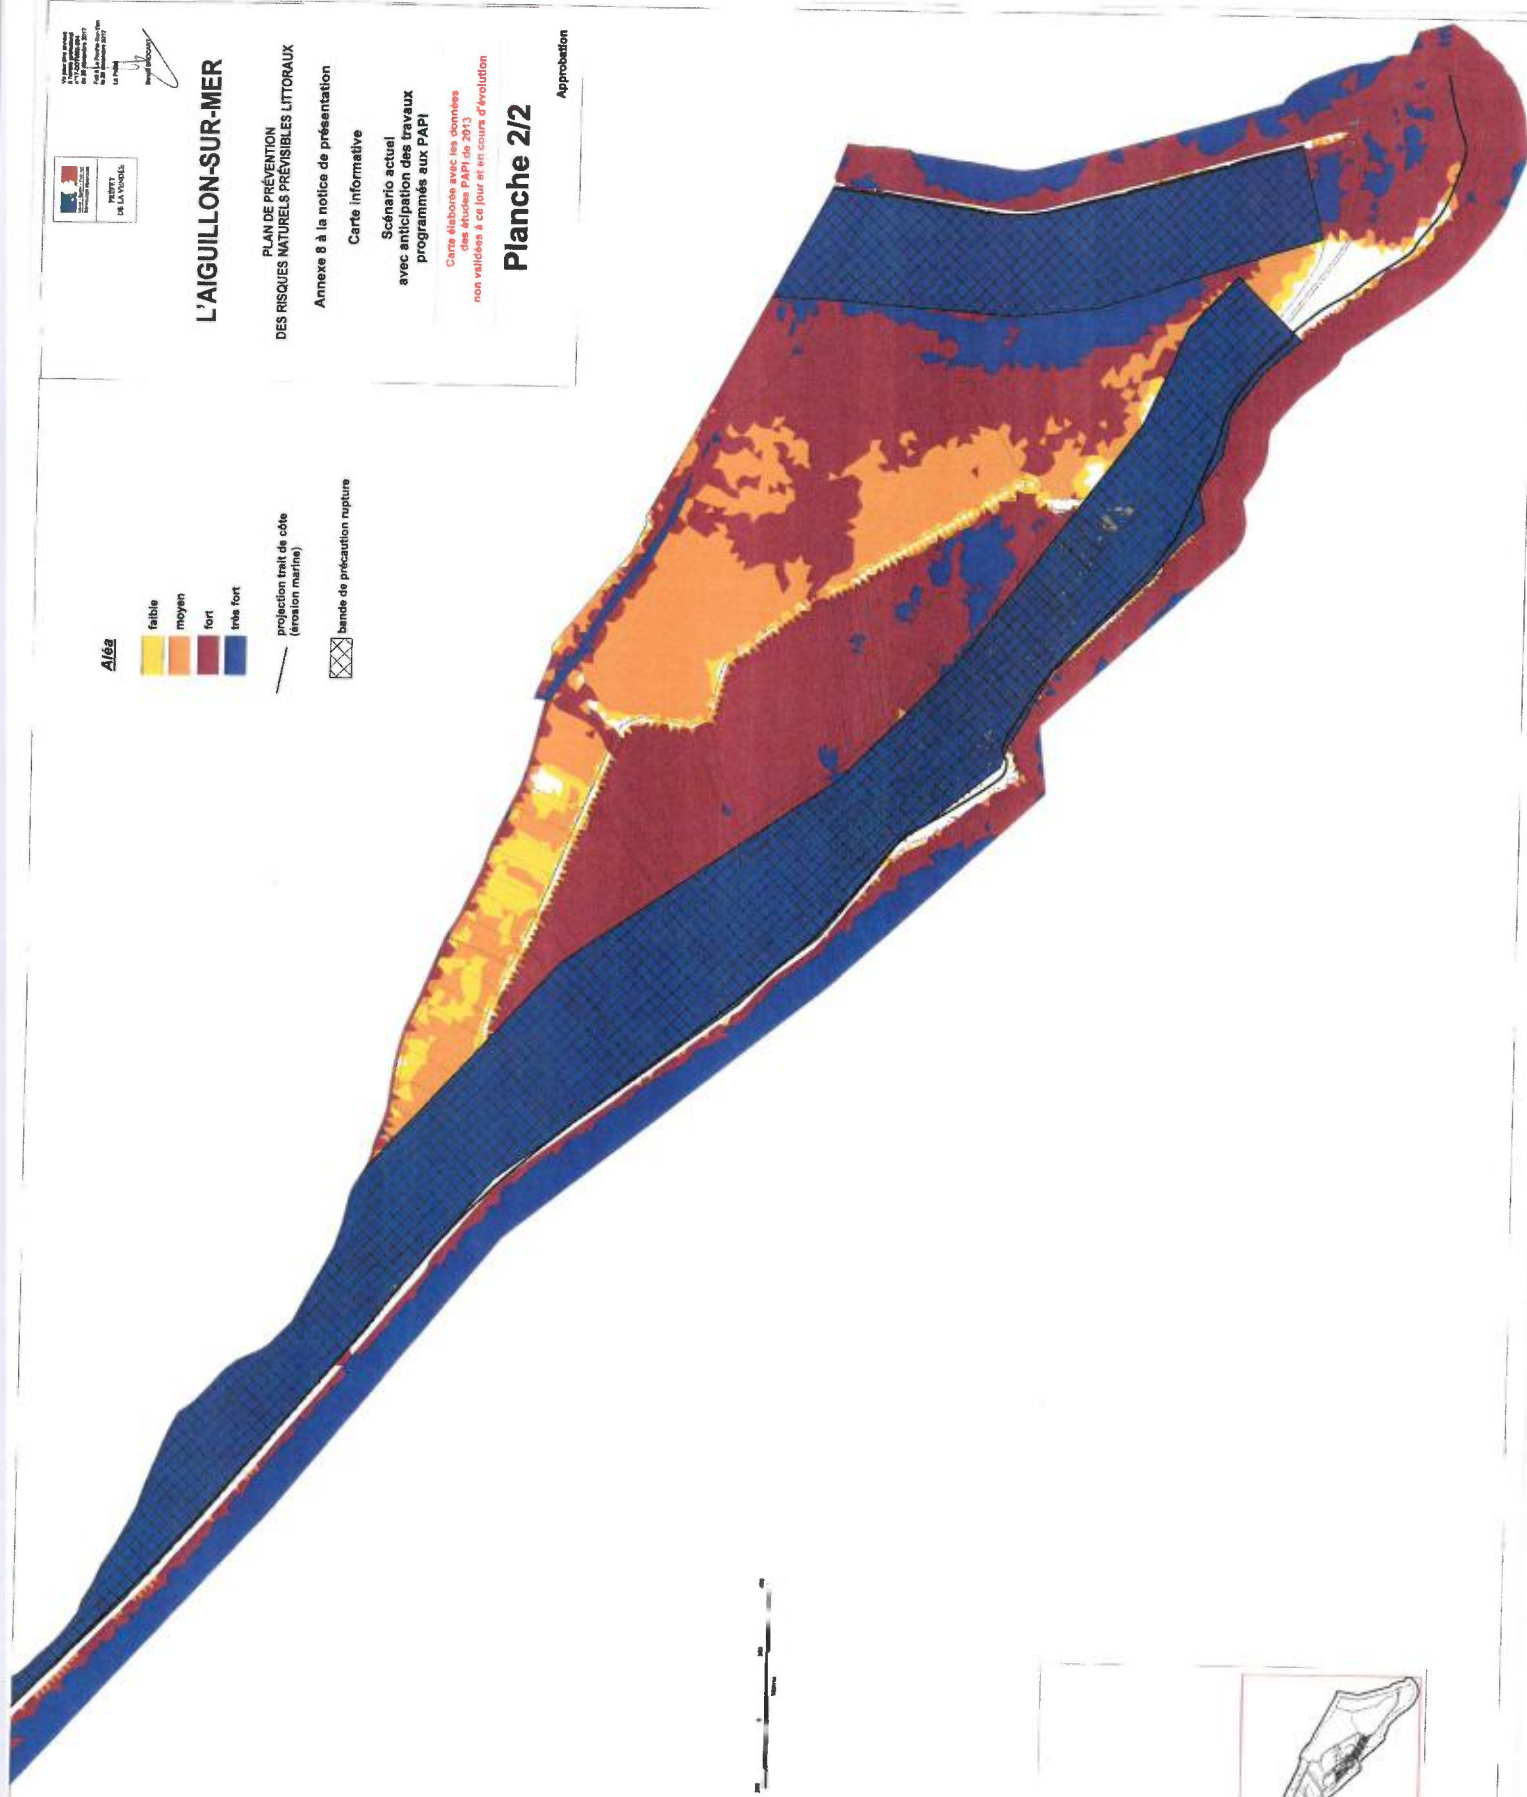 PRÉFET
DE LA VENDÉE
L'AIGUILLON-SUR-MER
PLAN DE PRÉVENTION
DES RISQUES NATURELS PRÉVISIBLES LITTORAUX
Annexe 8 à la notice de présentation
Carte informative
Scénario actuel
avec anticipation des travaux
programmés aux PAPI
Carte élaborée avec les données
des études PAPI de 2013
non validées à ce jour et en cours d'évolution
Planche 2/2
Approbation
Aléa
faible
moyen
fort
très fort
projection trait de côte
(érosion marine)
bande de précaution rupture